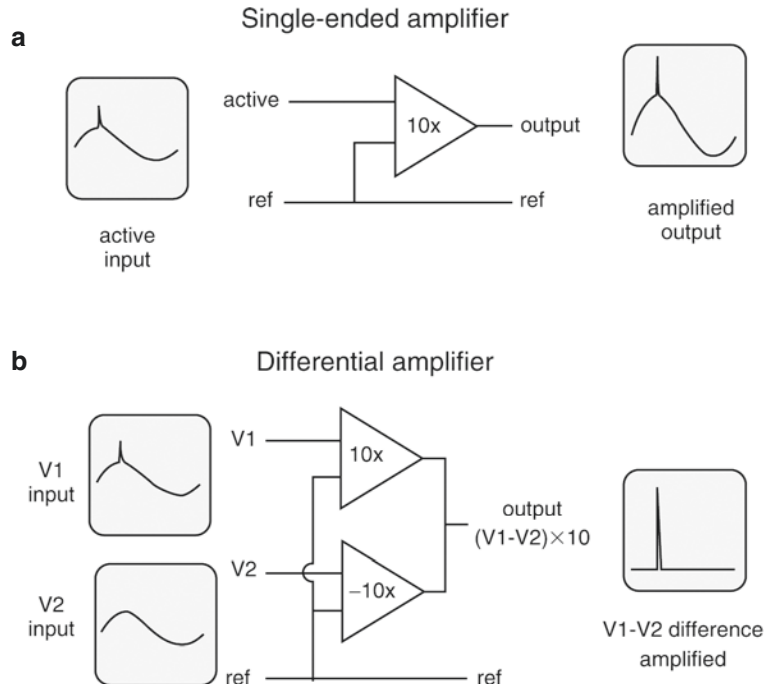 a
Single-ended amplifier
active
10x
output
ref
ref
active
input
amplified
output
b
Differential amplifier
V1
input
V1
10x
output
(V1-V2)×10
V2
input
V2
−10x
V1-V2 difference
amplified
ref
ref